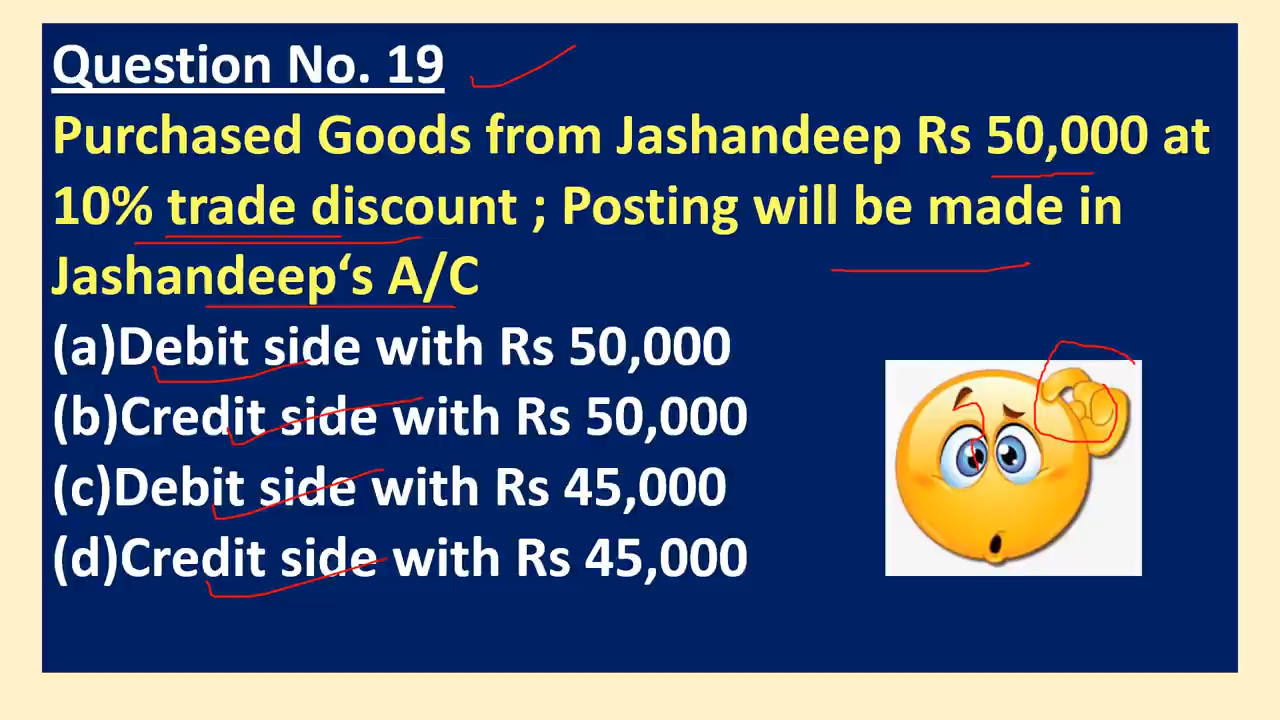 Question No. 19
Purchased Goods from Jashandeep Rs 50,000 at
10% trade discount ; Posting will be made in
Jashandeep‘s A/C
(a)Debit side with Rs 50,000
(b)Credit side with Rs 50,000
(c)Debit side with Rs 45,000
(d)Credit side with Rs 45,000